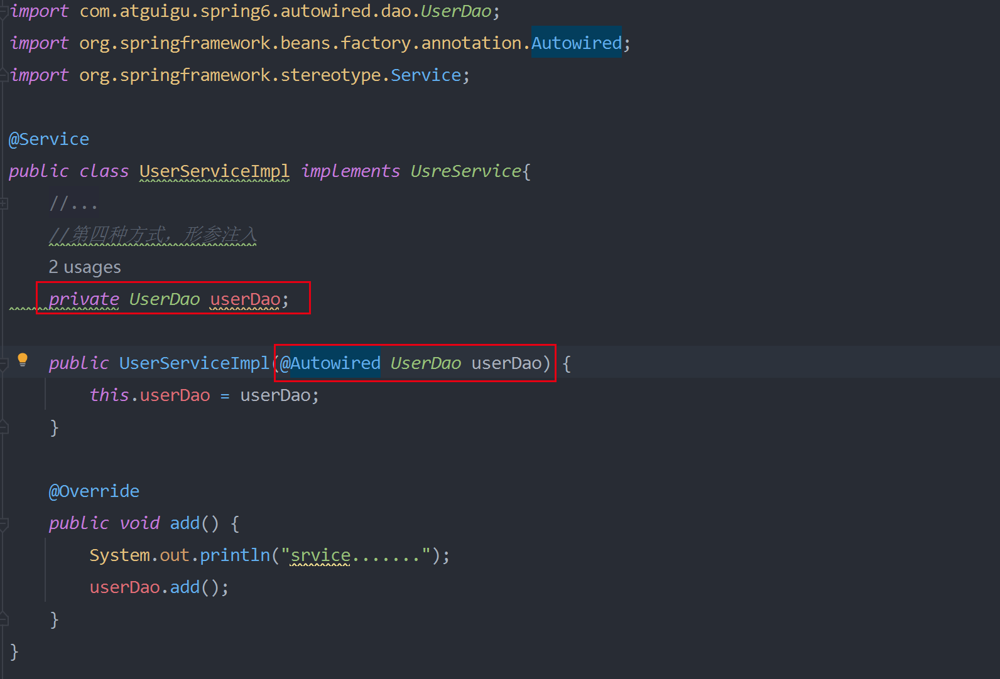 import com.atguigu.spring6.autowired.dao.UserDao;
import org.springframework.beans.factory.annotation.Autowired;
import org.springframework.stereotype.Service;
@Service
public class UserServiceImpl implements UsreService{
//...
//第四种方式，形参注入
2 usages
private UserDao userDao;
public UserServiceImpl(@Autowired UserDao userDao) {
this.userDao = userDao;
}
@Override
public void add() {
System.out.println("srvice.......");
userDao.add();
}
}